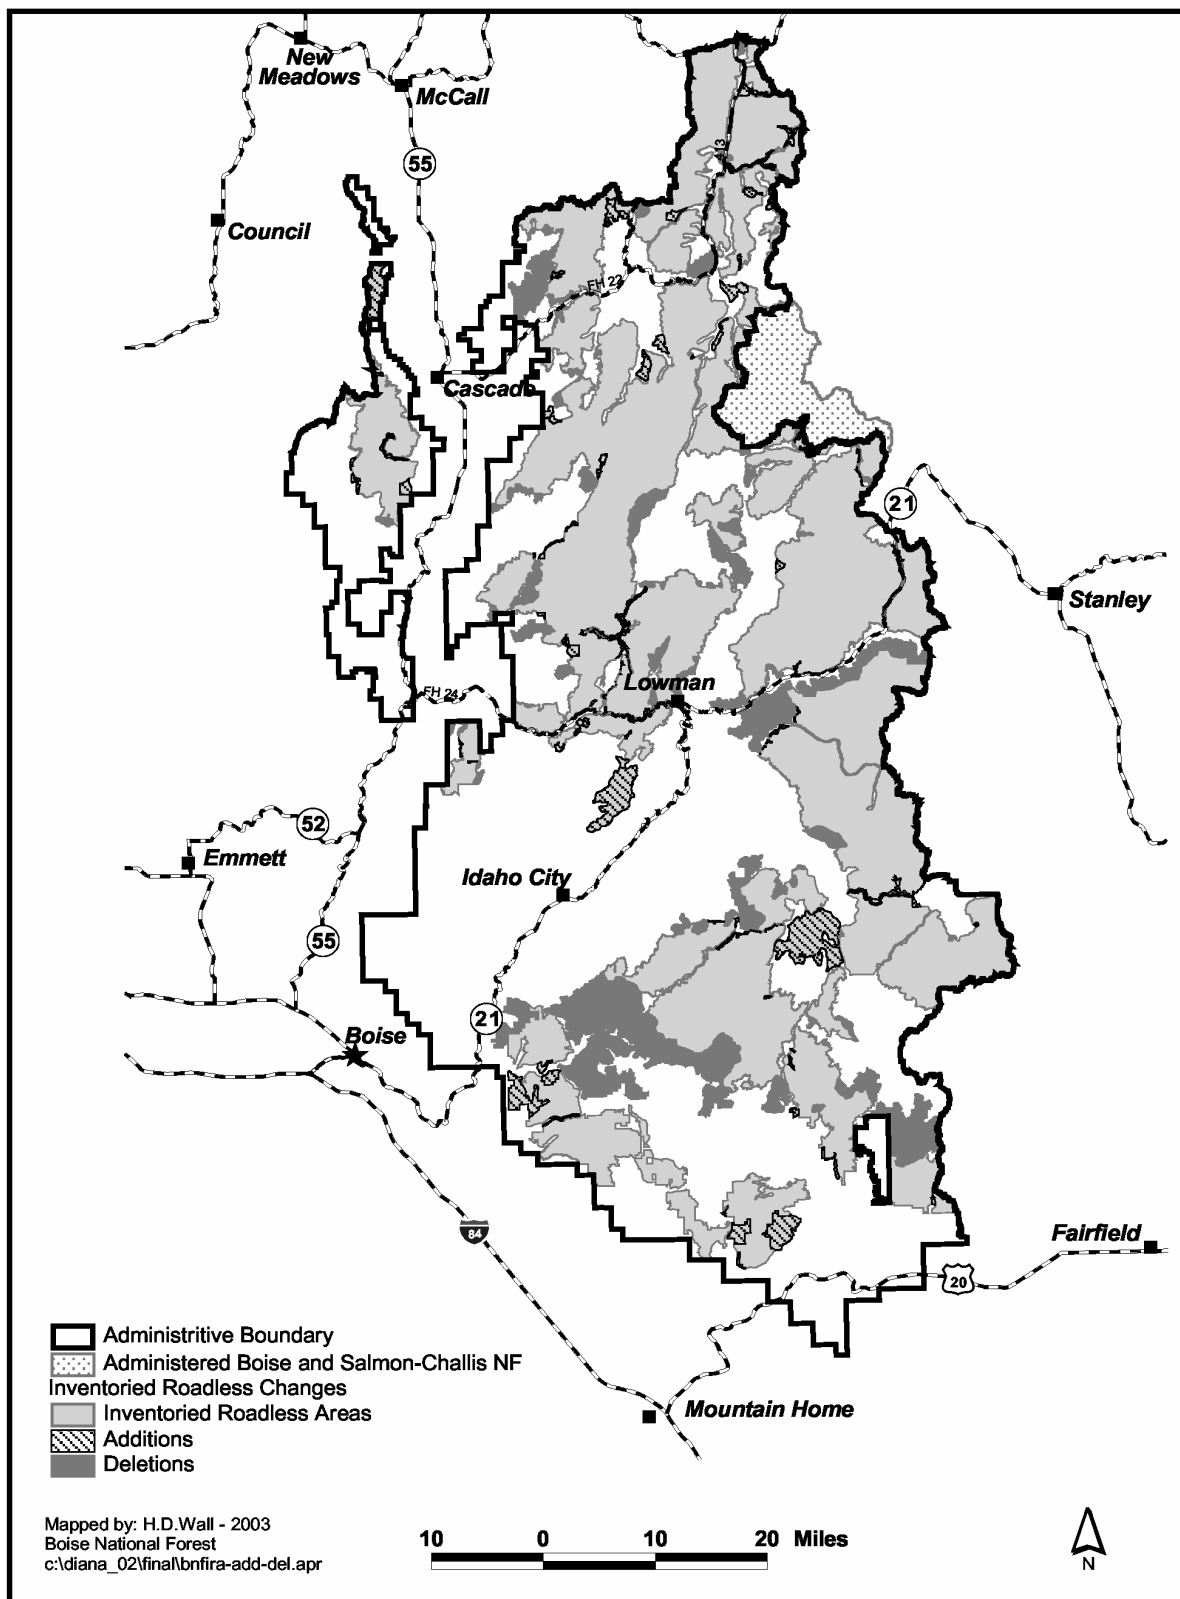 New
Meadows
McCall
55
13
Council
FH 22
Cascade
21
Stanley
Lowman
FH 24
52
Emmett
Idaho City
55
21
Boise
84
Fairfield
20
Mountain Home
Administritive Boundary
Administered Boise and Salmon-Challis NF
Inventoried Roadless Changes
Inventoried Roadless Areas
Additions
Deletions
Mapped by: H.D.Wall - 2003
Boise National Forest
c:\diana_02\final\bnfira-add-del.apr
10 0 10 20 Miles
N